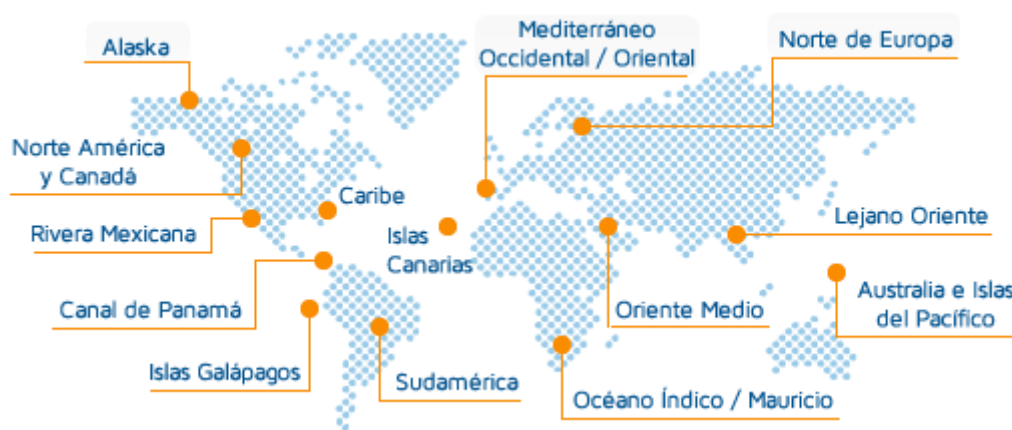 Alaska
Mediterráneo
Occidental / Oriental
Norte de Europa
Norte América
y Canadá
Caribe
Rivera Mexicana
Islas
Canarias
Lejano Oriente
Canal de Panamá
Oriente Medio
Australia e Islas
del Pacífico
Islas Galápagos
Sudamérica
Océano Índico / Mauricio